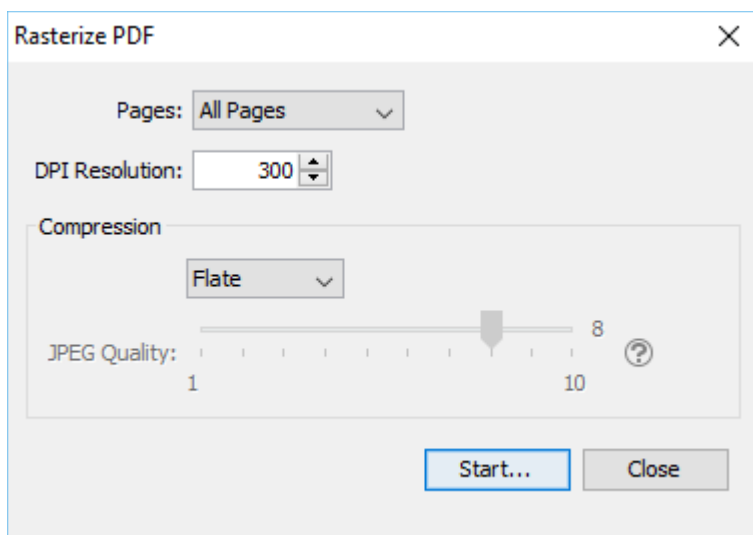 Rasterize PDF
Pages: All Pages
DPI Resolution: 300
Compression
Flate
8
JPEG Quality:
1 10
Start... Close